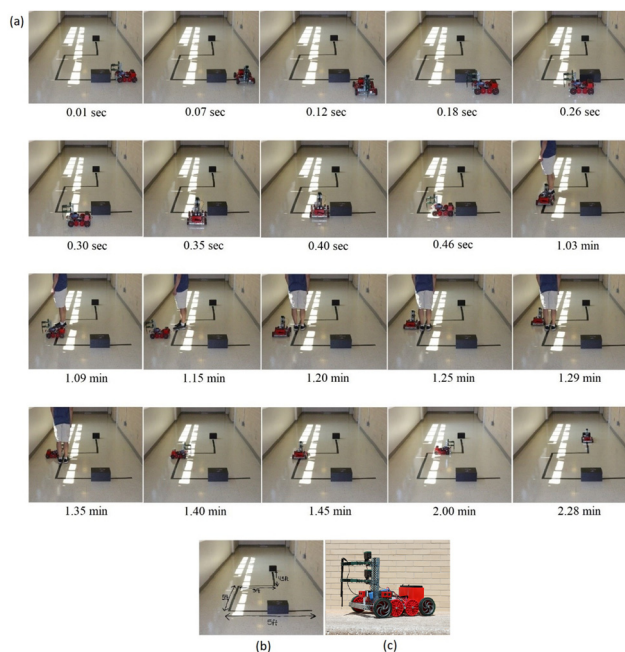 (a)
0.01 sec 0.07 sec 0.12 sec 0.18 sec 0.26 sec
0.30 sec 0.35 sec 0.40 sec 0.46 sec 1.03 min
1.09 min 1.15 min 1.20 min 1.25 min 1.29 min
1.35 min 1.40 min 1.45 min 2.00 min 2.28 min
5ft
(b) (c)